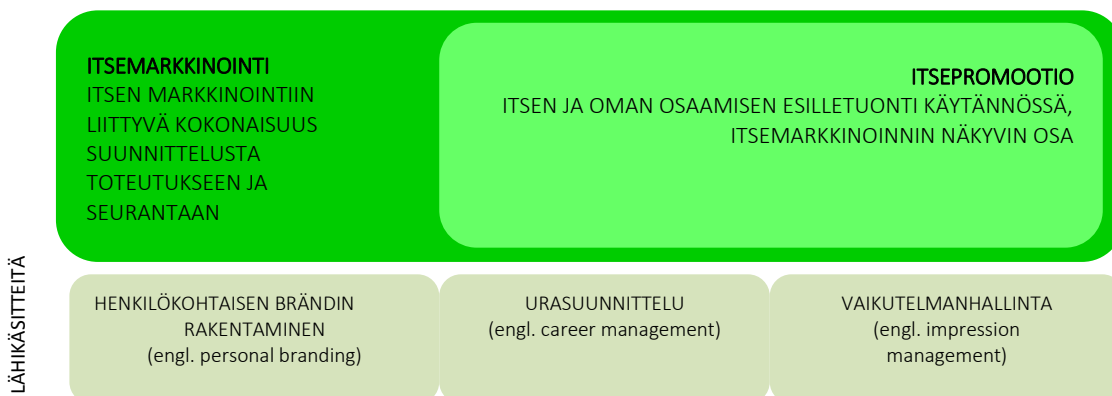 ITSEMARKKINOINTI
ITSEN MARKKINOINTIIN
LIITTYVÄ KOKONAISUUS
SUUNNITTELUSTA
TOTEUTUKSEEN JA
SEURANTAAN
ITSEPROMOOTIO
ITSEN JA OMAN OSAAMISEN ESILLETUONTI KÄYTÄNNÖSSÄ,
ITSEMARKKINOINNIN NÄKYVIN OSA
LÄHIKÄSITTEITÄ
HENKILÖKOHTAISEN BRÄNDIN
RAKENTAMINEN
(engl. personal branding)
URASUUNNITTELU
(engl. career management)
VAIKUTELMANHALLINTA
(engl. impression
management)